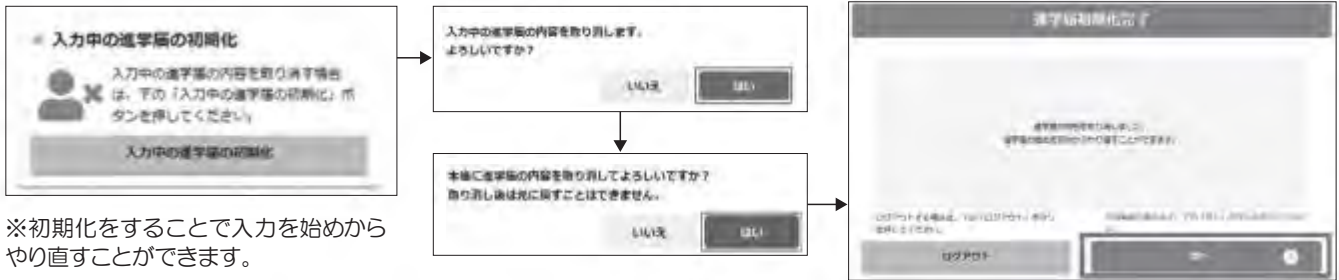 入力中の進学届の初期化
入力中の進学届の内容を取り消す場合
は、下の「入力中の進学届の初期化」ボ
タンを押してください。
入力中の進学届の初期化
※初期化をすることで入力を始めから
やり直すことができます。
入力中の進学届の内容を取り消します。
よろしいですか？
いいえ
はい
本当に進学届の内容を取り消してよろしいですか？
取り消し後は元に戻すことはできません。
いいえ
はい
進学届初期化完了
ログアウト